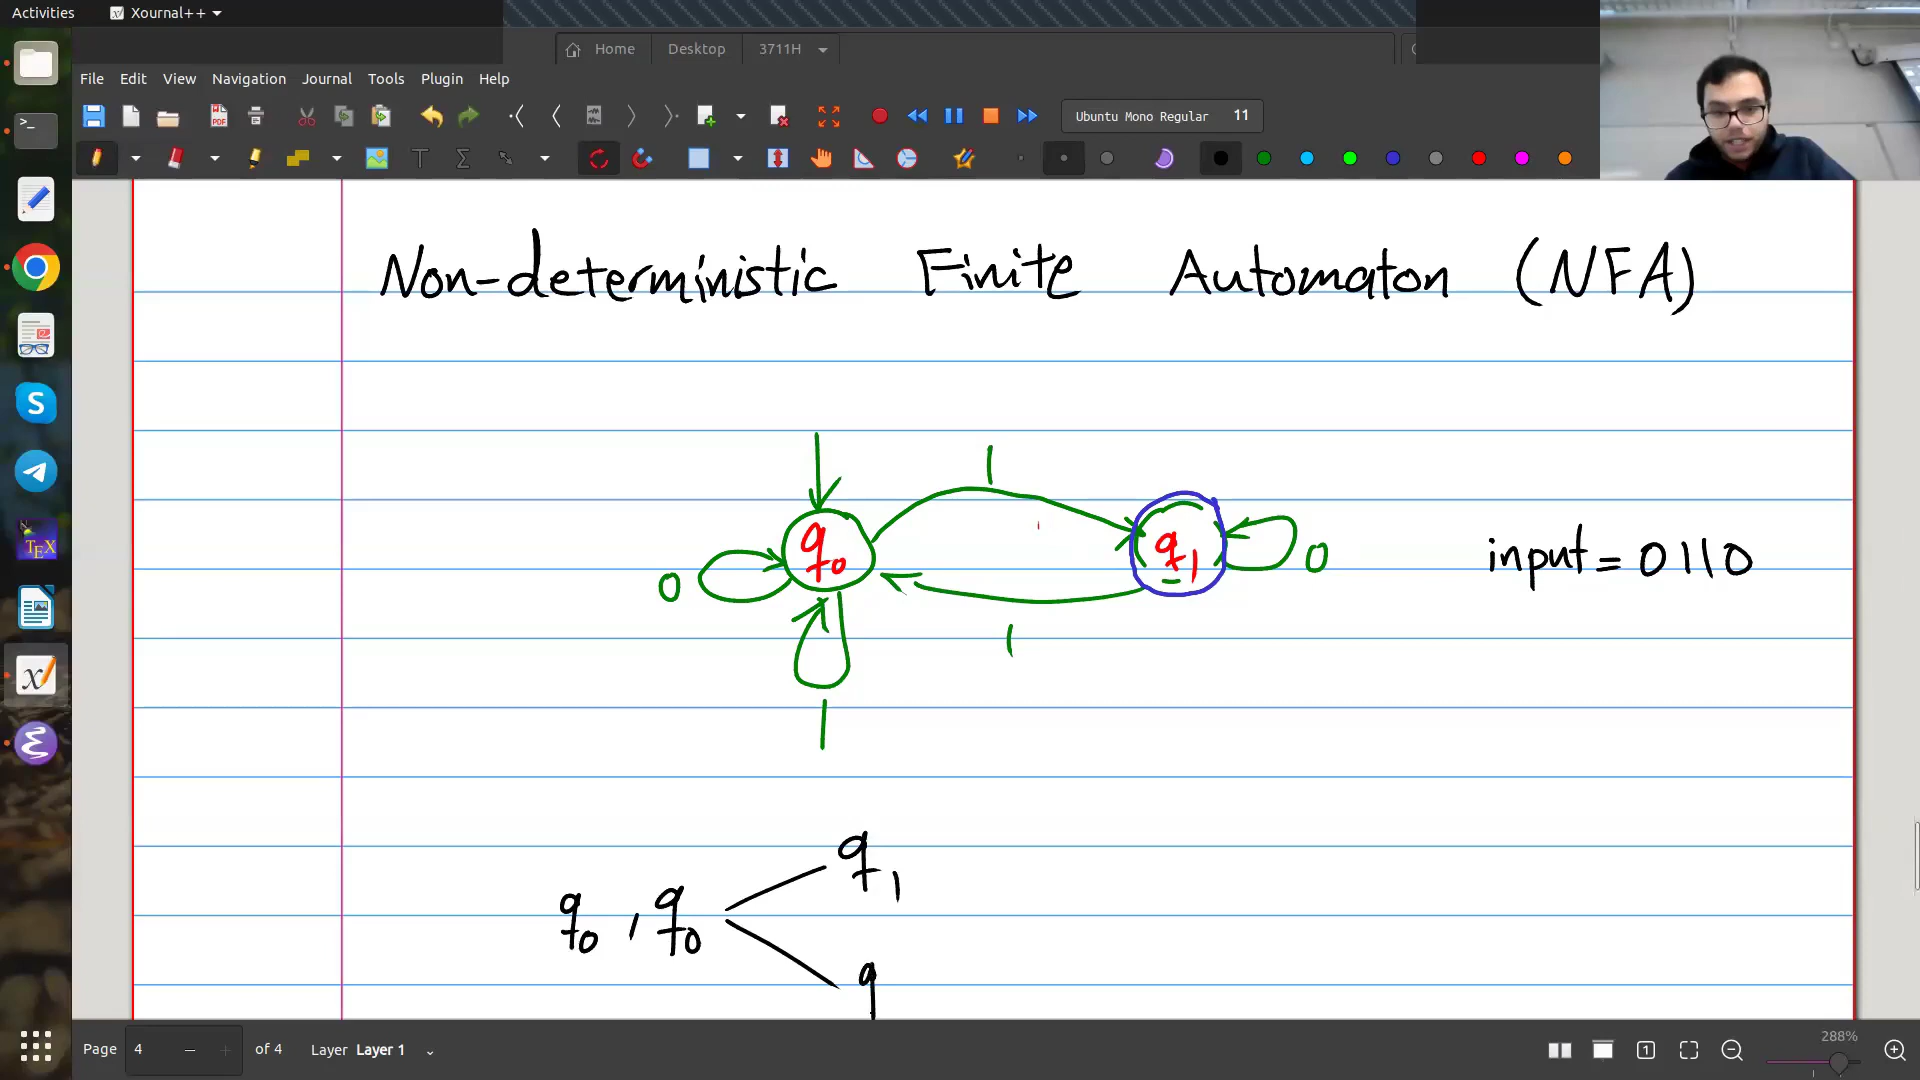 Activities Xournal++
Home Desktop 3711H
File Edit View Navigation Journal Tools Plugin Help
Ubuntu Mono Regular 11
Non-deterministic Finite Automaton (NFA)
1
q0 q1
0 0
input = 0110
1
1
q1
q0, q0
q
Page 4 of 4 Layer Layer 1
288%